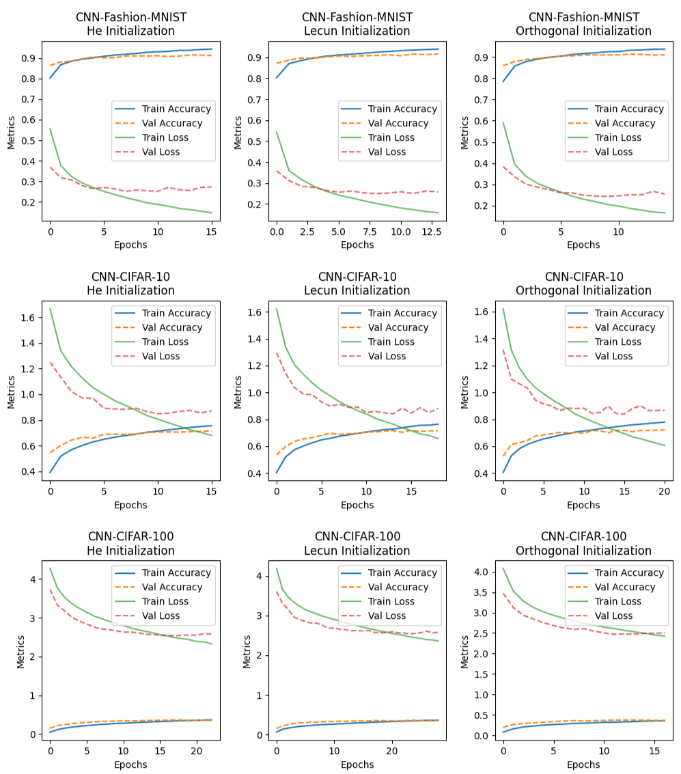 CNN-Fashion-MNIST
He Initialization
0.9
0.8
0.7
0.6
0.5
0.4
0.3
0.2
Metrics
Train Accuracy
Val Accuracy
Train Loss
Val Loss
0 5 10 15
Epochs
CNN-Fashion-MNIST
Lecun Initialization
0.9
0.8
0.7
0.6
0.5
0.4
0.3
0.2
Metrics
Train Accuracy
Val Accuracy
Train Loss
Val Loss
0.0 2.5 5.0 7.5 10.0 12.5
Epochs
CNN-Fashion-MNIST
Orthogonal Initialization
0.9
0.8
0.7
0.6
0.5
0.4
0.3
0.2
Metrics
Train Accuracy
Val Accuracy
Train Loss
Val Loss
0 5 10
Epochs
CNN-CIFAR-10
He Initialization
1.6
1.4
1.2
1.0
0.8
0.6
0.4
Metrics
Train Accuracy
Val Accuracy
Train Loss
Val Loss
0 5 10 15
Epochs
CNN-CIFAR-10
Lecun Initialization
1.6
1.4
1.2
1.0
0.8
0.6
0.4
Metrics
Train Accuracy
Val Accuracy
Train Loss
Val Loss
0 5 10 15
Epochs
CNN-CIFAR-10
Orthogonal Initialization
1.6
1.4
1.2
1.0
0.8
0.6
0.4
Metrics
Train Accuracy
Val Accuracy
Train Loss
Val Loss
0 5 10 15 20
Epochs
CNN-CIFAR-100
He Initialization
4
3
2
1
0
Metrics
Train Accuracy
Val Accuracy
Train Loss
Val Loss
0 5 10 15 20
Epochs
CNN-CIFAR-100
Lecun Initialization
4
3
2
1
0
Metrics
Train Accuracy
Val Accuracy
Train Loss
Val Loss
0 10 20
Epochs
CNN-CIFAR-100
Orthogonal Initialization
4.0
3.5
3.0
2.5
2.0
1.5
1.0
0.5
0.0
Metrics
Train Accuracy
Val Accuracy
Train Loss
Val Loss
0 5 10 15
Epochs